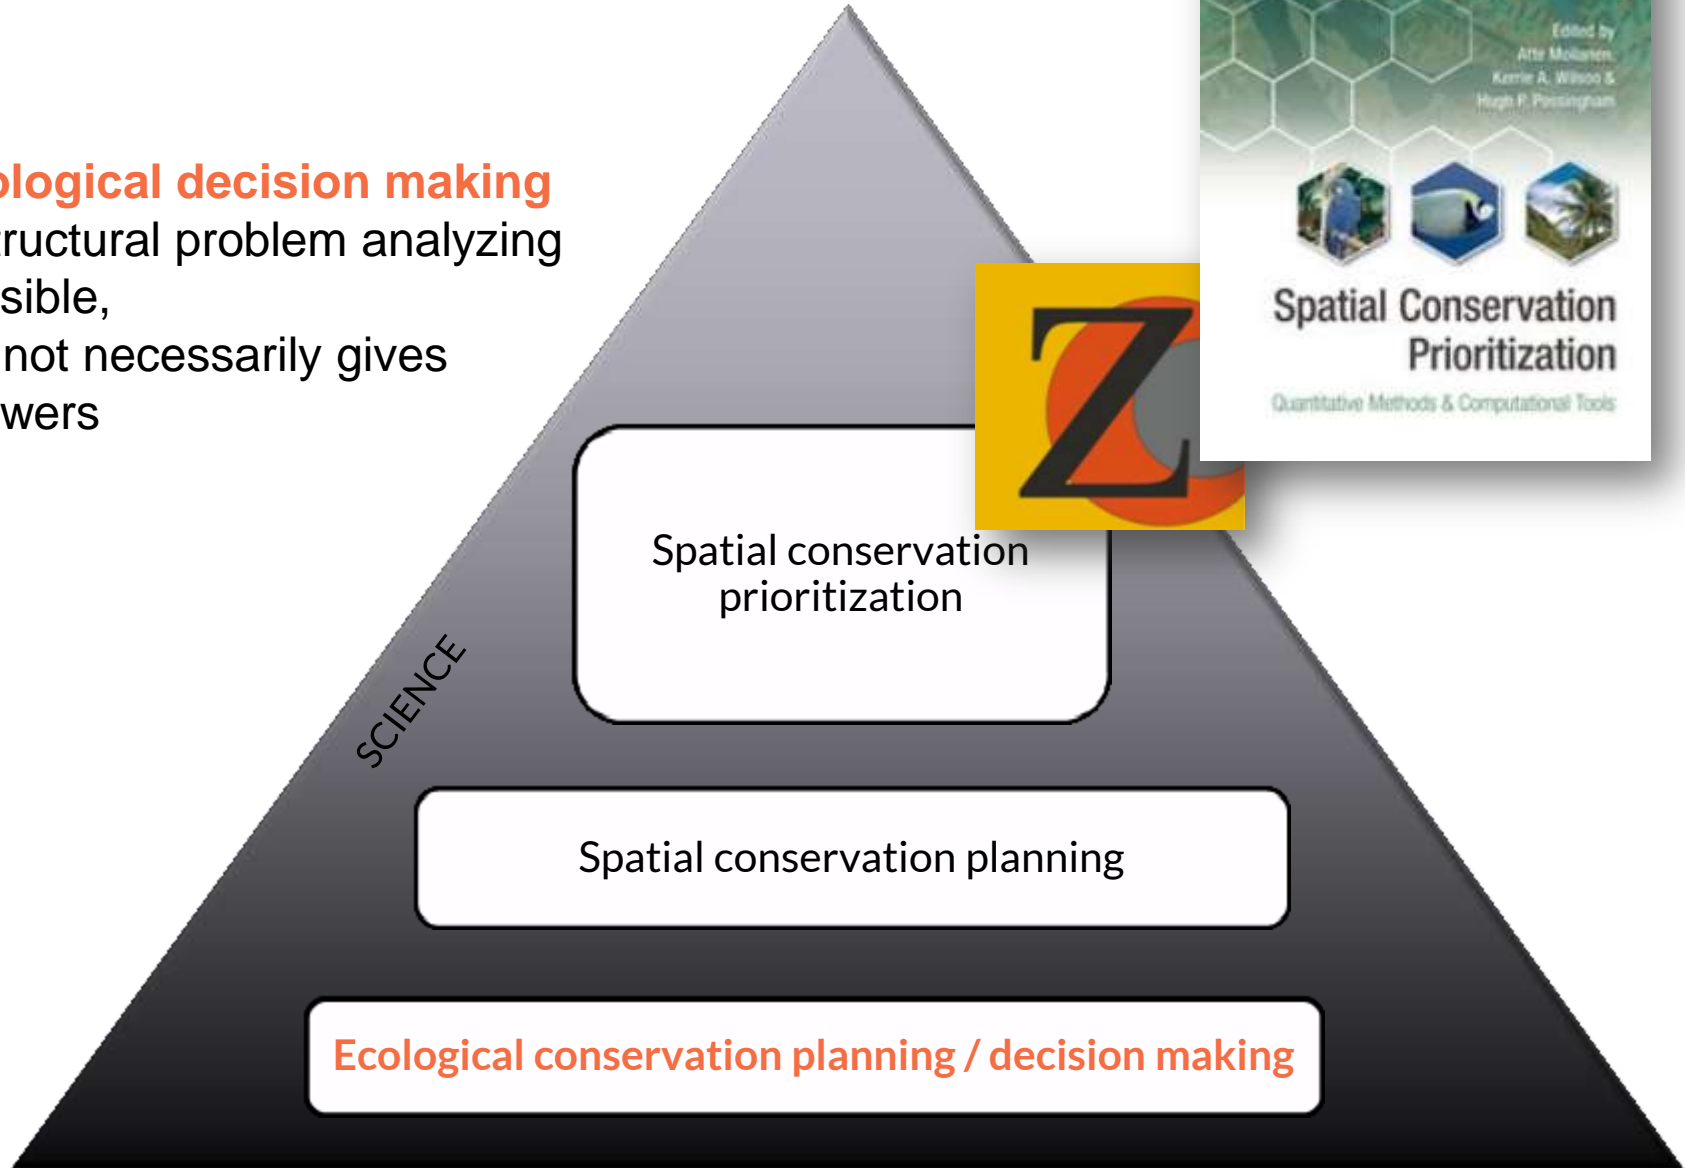 ological decision making
tructural problem analyzing
sible,
not necessarily gives
wers
Edited by
Atte Moilanen,
Kerrie A. Wilson &
Hugh P. Possingham
Spatial Conservation
Prioritization
Quantitative Methods & Computational Tools
Z
Spatial conservation
prioritization
SCIENCE
Spatial conservation planning
Ecological conservation planning / decision making